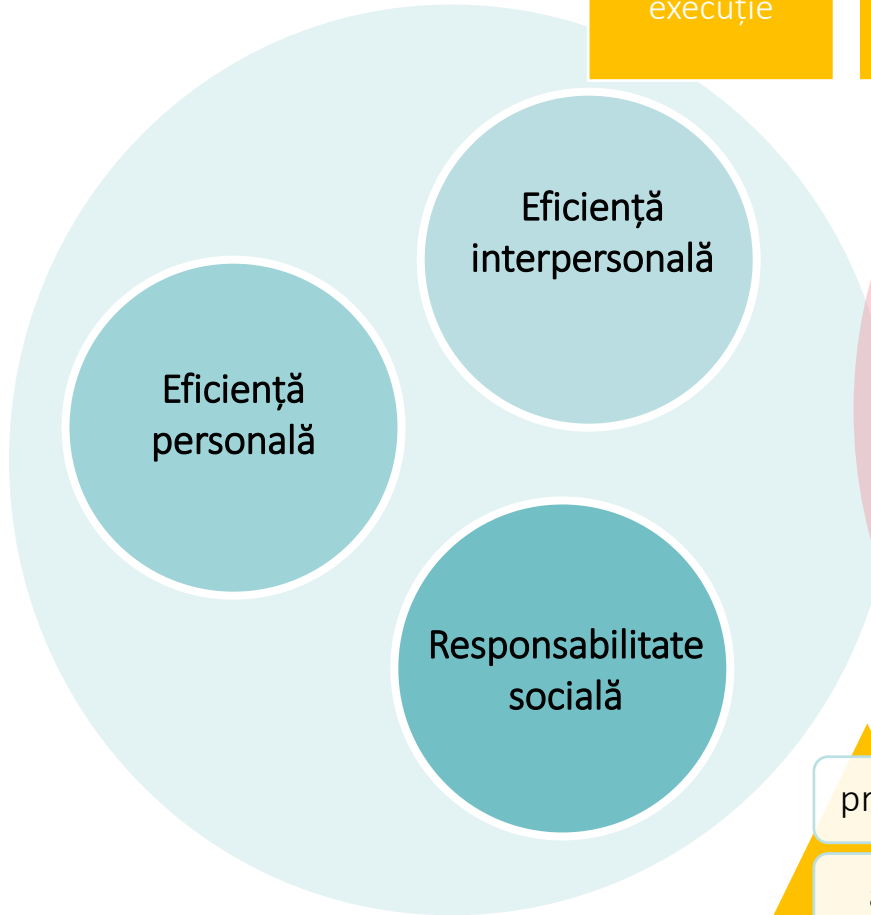 execuție
Eficiență
interpersonală
Eficiență
personală
Responsabilitate
socială